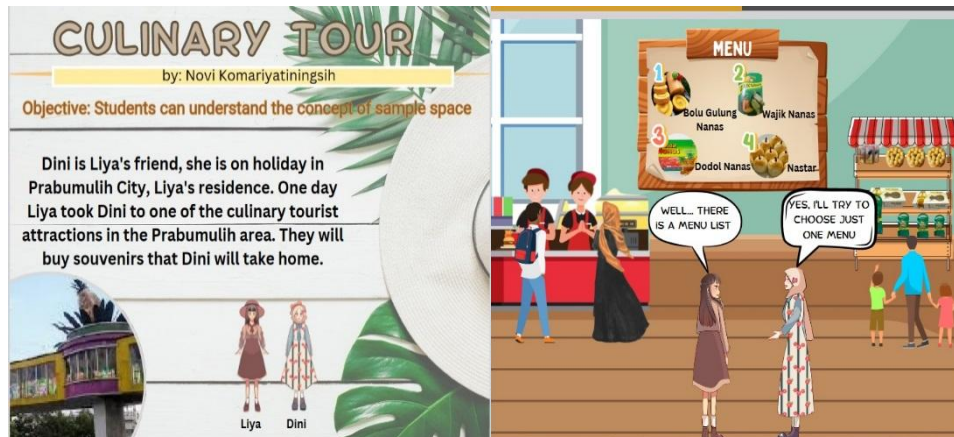 CULINARY TOUR
by: Novi Komariyatiningsih
Objective: Students can understand the concept of sample space
Dini is Liya's friend, she is on holiday in
Prabumulih City, Liya's residence. One day
Liya took Dini to one of the culinary tourist
attractions in the Prabumulih area. They will
buy souvenirs that Dini will take home.
Liya
Dini
MENU
1
Bolu Gulung
Nanas
2
Wajik Nanas
3
Dodol Nanas
4
Nastar
WELL... THERE
IS A MENU LIST
YES, I'LL TRY TO
CHOOSE JUST
ONE MENU